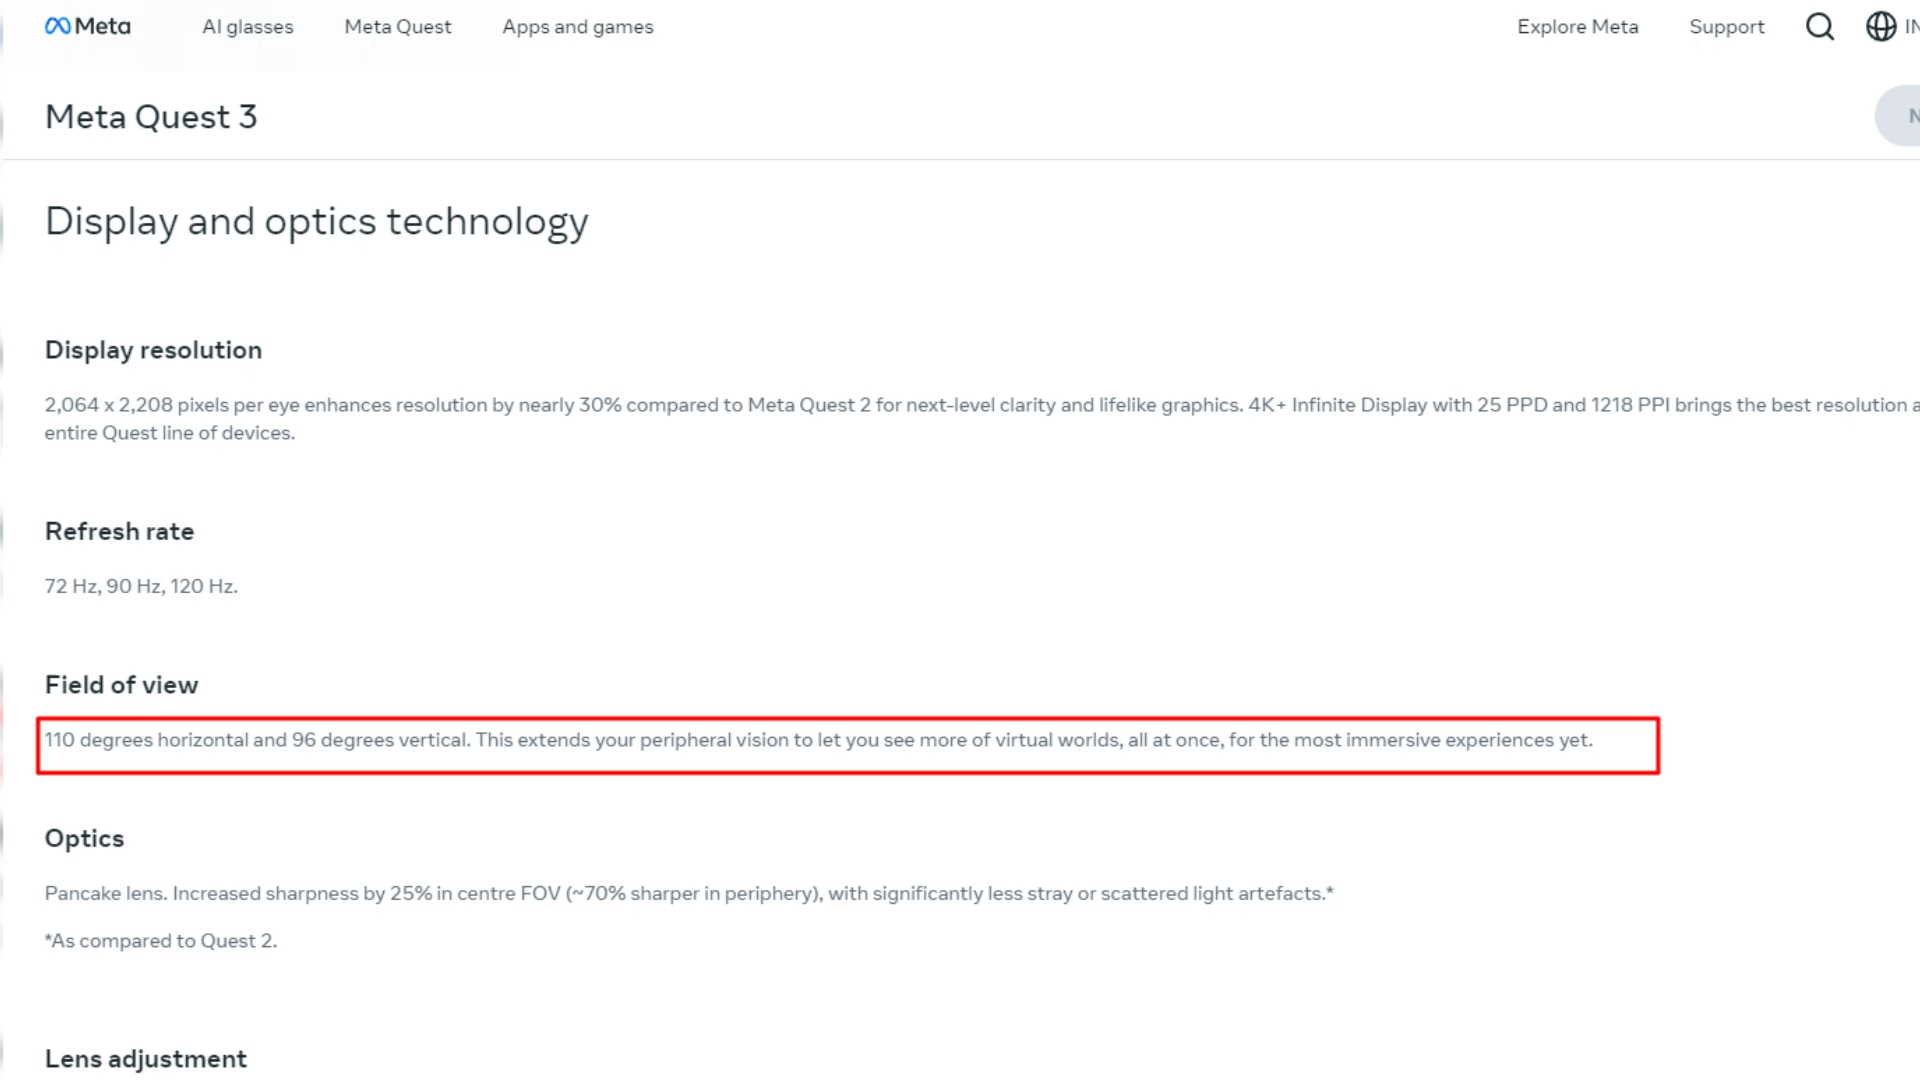 Meta AI glasses Meta Quest Apps and games Explore Meta Support IN
Meta Quest 3
Display and optics technology
Display resolution
2,064 x 2,208 pixels per eye enhances resolution by nearly 30% compared to Meta Quest 2 for next-level clarity and lifelike graphics. 4K+ Infinite Display with 25 PPD and 1218 PPI brings the best resolution
entire Quest line of devices.
Refresh rate
72 Hz, 90 Hz, 120 Hz.
Field of view
110 degrees horizontal and 96 degrees vertical. This extends your peripheral vision to let you see more of virtual worlds, all at once, for the most immersive experiences yet.
Optics
Pancake lens. Increased sharpness by 25% in centre FOV (~70% sharper in periphery), with significantly less stray or scattered light artefacts.*
*As compared to Quest 2.
Lens adjustment